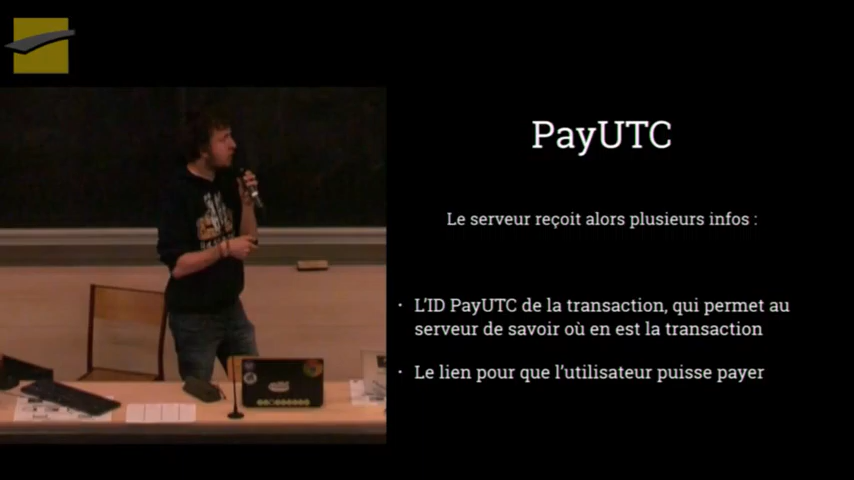 PayUTC
Le serveur reçoit alors plusieurs infos :
· L'ID PayUTC de la transaction, qui permet au
serveur de savoir où en est la transaction
· Le lien pour que l'utilisateur puisse payer